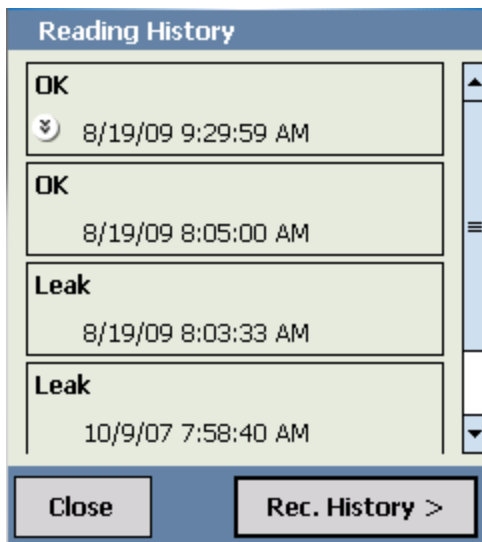 Reading History
OK
8/19/09 9:29:59 AM
OK
8/19/09 8:05:00 AM
Leak
8/19/09 8:03:33 AM
Leak
10/9/07 7:58:40 AM
Close
Rec. History >